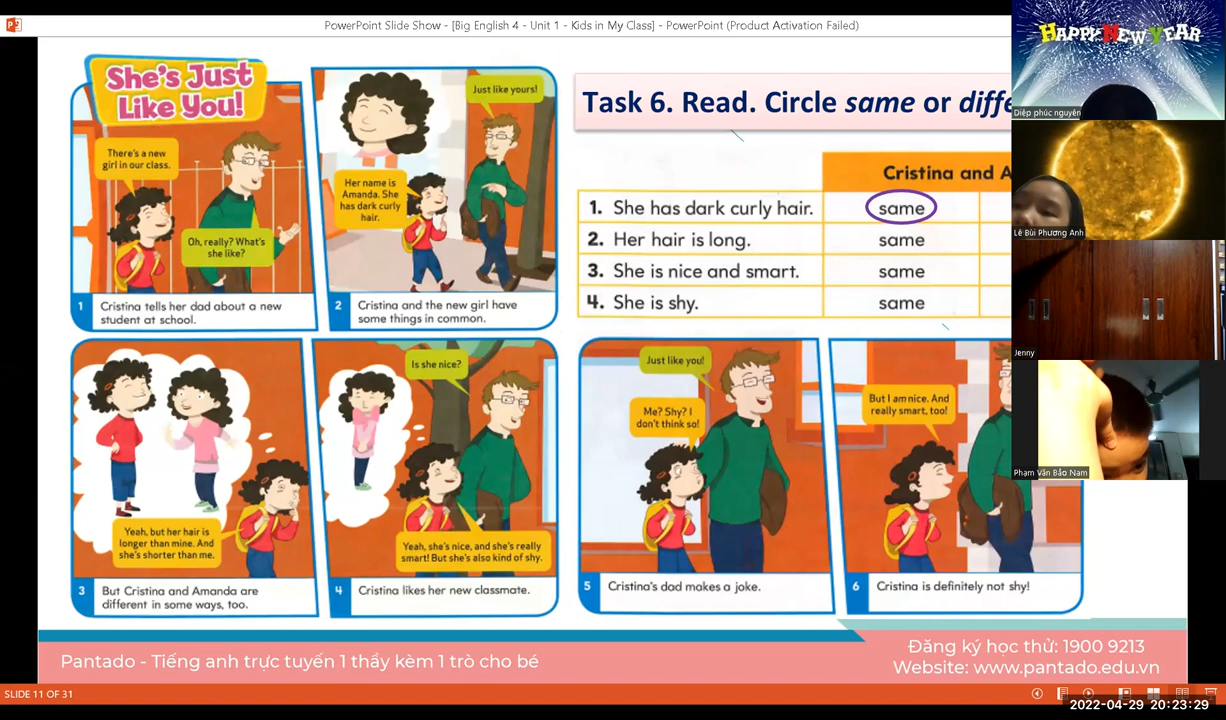 PowerPoint Slide Show - [Big English 4 - Unit 1 - Kids in My Class] - PowerPoint (Product Activation Failed)
She's Just
Like You!
There's a new
girl in our class.
Oh, really? What's
she like?
1 Cristina tells her dad about a new
student at school.
Just like yours!
Her name is
Amanda. She
has dark curly
hair.
2 Cristina and the new girl have
some things in common.
Yeah, but her hair is
longer than mine. And
she's shorter than me.
3 But Cristina and Amanda are
different in some ways, too.
Is she nice?
Yeah, she's nice, and she's really
smart! But she's also kind of shy.
4 Cristina likes her new classmate.
Task 6. Read. Circle same or diffe
Cristina and A
1. She has dark curly hair. same
2. Her hair is long. same
3. She is nice and smart. same
4. She is shy. same
Just like you!
Me? Shy? I
don't think so!
5 Cristina's dad makes a joke.
But I am nice. And
really smart, too!
6 Cristina is definitely not shy!
HAPPY NEW YEAR
Diệp phúc nguyên
Lê Bùi Phương Anh
Jenny
Phạm Văn Bảo Nam
Pantado - Tiếng anh trực tuyến 1 thầy kèm 1 trò cho bé
Đăng ký học thử: 1900 9213
Website: www.pantado.edu.vn
SLIDE 11 OF 31
2022-04-29 20:23:29